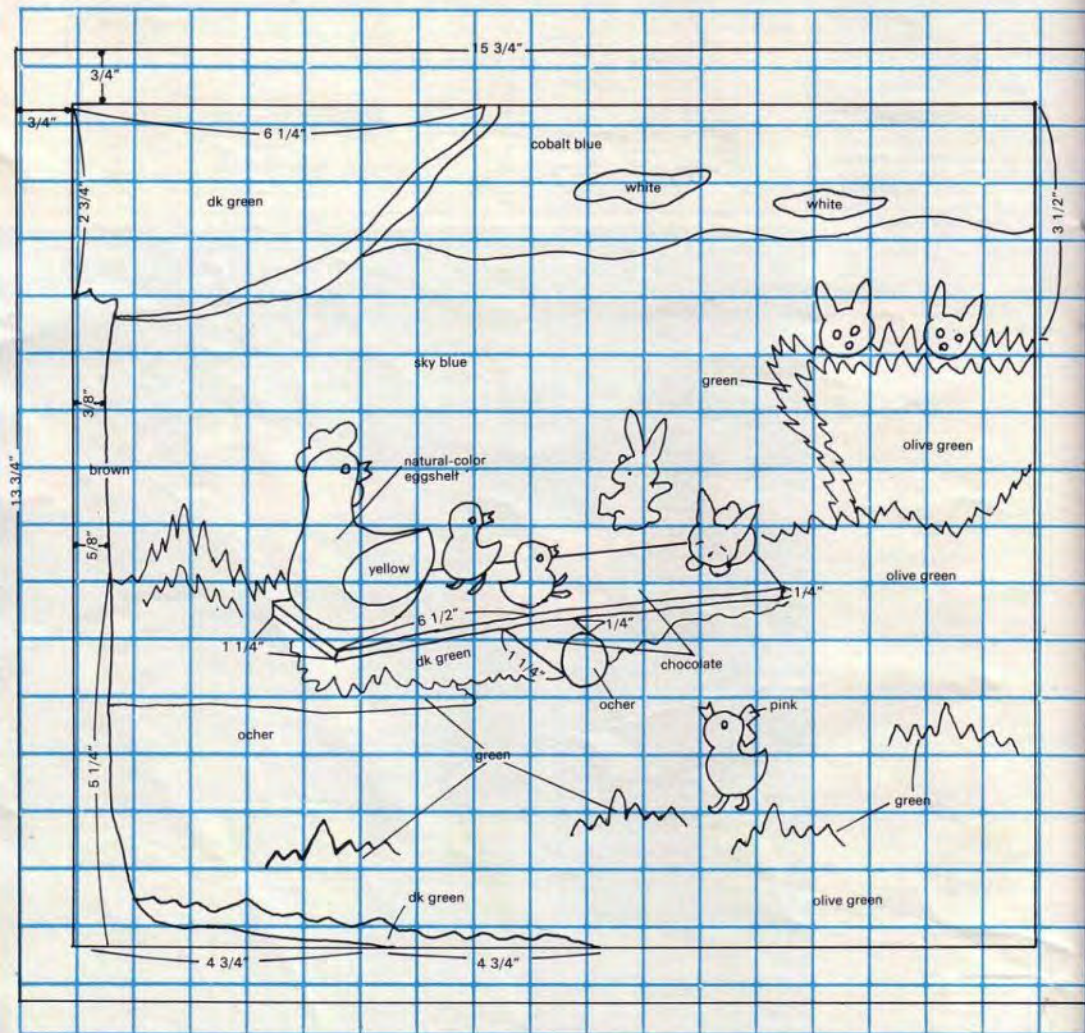 15 3/4"
3/4"
3/4"
6 1/4"
cobalt blue
white
white
2 3/4"
dk green
3 1/2"
sky blue
green
3/8"
olive green
natural-color
eggshell
13 3/4"
brown
5/8"
yellow
olive green
1/4"
6 1/2"
1/4"
1 1/4"
dk green
1 1/4"
chocolate
ocher
pink
ocher
green
5 1/4"
green
dk green
olive green
4 3/4"
4 3/4"